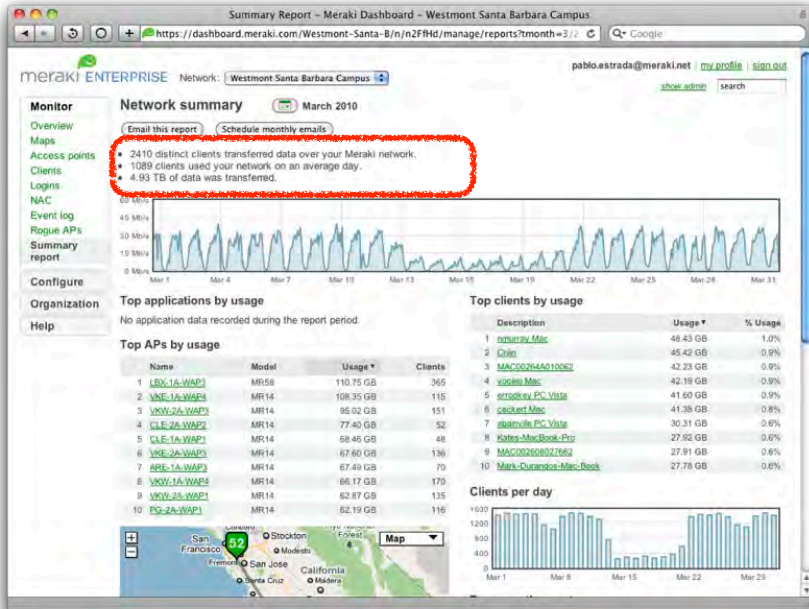 Summary Report – Meraki Dashboard – Westmont Santa Barbara Campus
https://dashboard.meraki.com/Westmont-Santa-B/n/n2FfHd/manage/reports?tmonth=3/2
Google
pablo.estrada@meraki.net my profile sign out
meraki ENTERPRISE Network: Westmont Santa Barbara Campus
show admin search
Monitor
Overview
Maps
Access points
Clients
Logins
NAC
Event log
Rogue APs
Summary report
Configure
Organization
Help
Network summary March 2010
Email this report Schedule monthly emails
2410 distinct clients transferred data over your Meraki network.
1089 clients used your network on an average day.
4.93 TB of data was transferred.
60 Mb/s
45 Mb/s
30 Mb/s
15 Mb/s
0 Mb/s
Mar 1 Mar 4 Mar 7 Mar 10 Mar 13 Mar 16 Mar 19 Mar 22 Mar 25 Mar 28 Mar 31
Top applications by usage
No application data recorded during the report period.
Top APs by usage
Name Model Usage ▼ Clients
1 LBX-1A-WAP3 MR58 110.75 GB 365
2 VKE-1A-WAP4 MR14 108.35 GB 115
3 VKW-2A-WAP3 MR14 95.02 GB 151
4 CLE-2A-WAP2 MR14 77.40 GB 52
5 CLE-1A-WAP1 MR14 68.46 GB 48
6 VKE-2A-WAP3 MR14 67.60 GB 136
7 ARE-1A-WAP3 MR14 67.49 GB 70
8 VKW-1A-WAP4 MR14 66.17 GB 170
9 VKW-2A-WAP1 MR14 62.87 GB 135
10 PG-2A-WAP1 MR14 62.19 GB 116
Top clients by usage
Description Usage ▼ % Usage
1 nmurray Mac 48.43 GB 1.0%
2 45.42 GB 0.9%
3 MAC00264A010062 42.23 GB 0.9%
4 vocelo Mac 42.19 GB 0.9%
5 errodkey PC Vista 41.60 GB 0.9%
6 ceckert Mac 41.38 GB 0.8%
7 PC Vista 30.31 GB 0.6%
8 Kates-MacBook-Pro 27.92 GB 0.6%
9 MAC002608027662 27.91 GB 0.6%
10 Mark-Durandos-Mac-Book 27.78 GB 0.6%
Clients per day
1200
800
400
0
Mar 1 Mar 8 Mar 15 Mar 22 Mar 29
+
−
Map
52
Concord
Stockton
San Francisco
Modesto
Fremont
San Jose
Forest
California
Santa Cruz
Madera